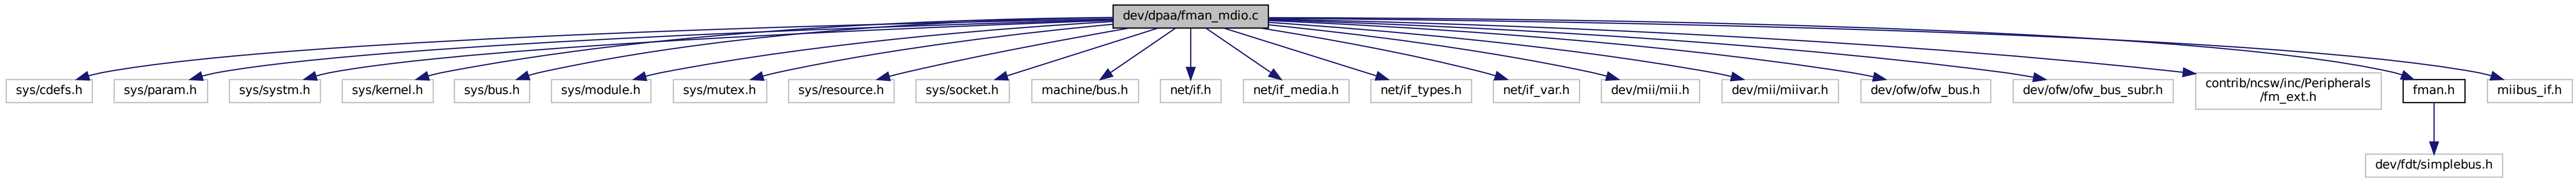 dev/dpaa/fman_mdio.c
sys/cdefs.h
sys/param.h
sys/systm.h
sys/kernel.h
sys/bus.h
sys/module.h
sys/mutex.h
sys/resource.h
sys/socket.h
machine/bus.h
net/if.h
net/if_media.h
net/if_types.h
net/if_var.h
dev/mii/mii.h
dev/mii/miivar.h
dev/ofw/ofw_bus.h
dev/ofw/ofw_bus_subr.h
contrib/ncsw/inc/Peripherals
/fm_ext.h
fman.h
miibus_if.h
dev/fdt/simplebus.h